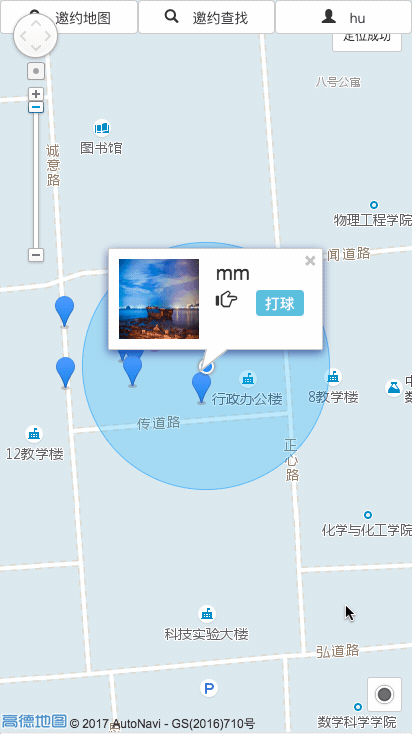 邀约地图
邀约查找
hu
定位成功
八号公寓
诚意路
图书馆
物理工程学院
闻道路
mm
打球
行政办公楼
8教学楼
传道路
12教学楼
正心路
化学与化工学院
科技实验大楼
弘道路
P
高德地图 © 2017 AutoNavi - GS(2016)710号
数学科学学院